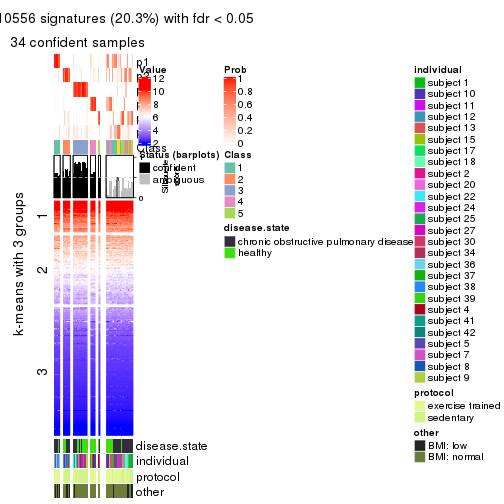 10556 signatures (20.3%) with fdr < 0.05
34 confident samples
p1
Value
12
10
8
6
4
2
Prob
1
0.8
0.6
0.4
0.2
0
Class
Status (barplots)
confident
ambiguous
0
Class
1
2
3
4
5
disease.state
chronic obstructive pulmonary disease
healthy
k-means with 3 groups
1
2
3
disease.state
individual
protocol
other
individual
subject 1
subject 10
subject 11
subject 12
subject 13
subject 15
subject 17
subject 18
subject 2
subject 20
subject 22
subject 24
subject 25
subject 27
subject 30
subject 34
subject 36
subject 37
subject 38
subject 39
subject 4
subject 41
subject 42
subject 5
subject 7
subject 8
subject 9
protocol
exercise trained
sedentary
other
BMI: low
BMI: normal